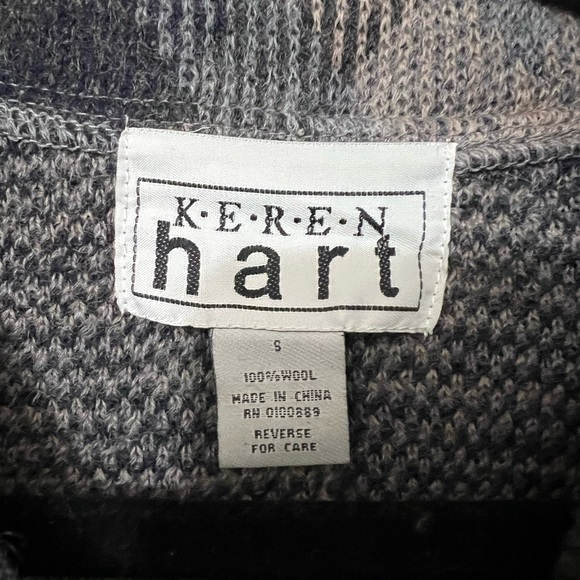 K·E·R·E·N
hart
S
100% WOOL
MADE IN CHINA
RN 0100889
REVERSE
FOR CARE